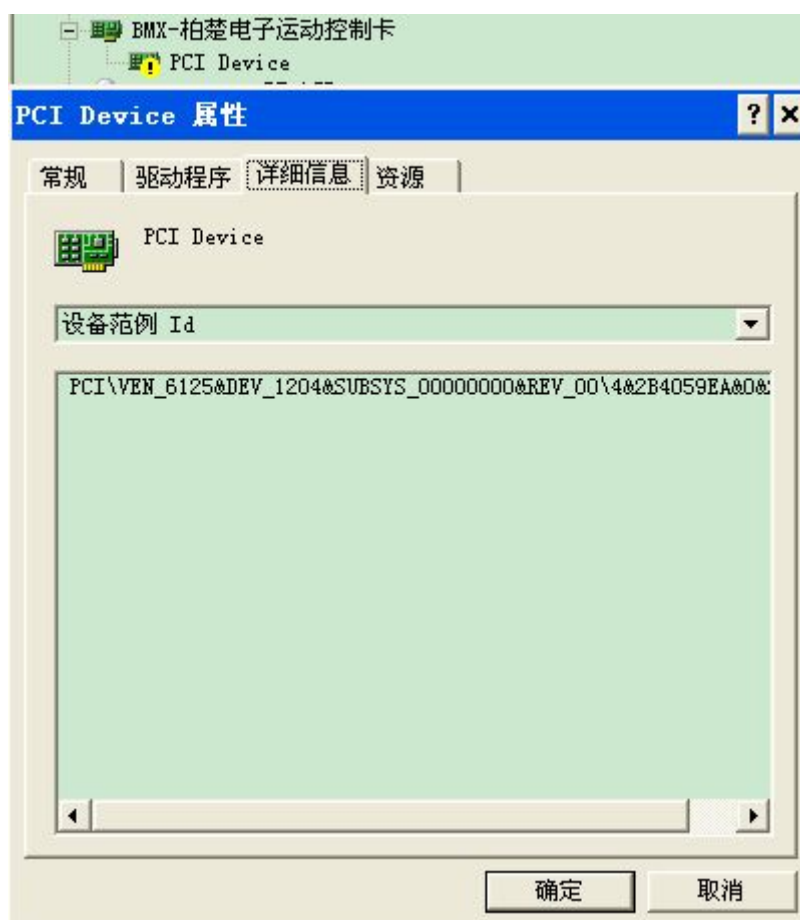 BMX-柏楚电子运动控制卡
PCI Device
PCI Device 属性
常规 驱动程序 详细信息 资源
PCI Device
设备范例 Id
PCI\VEN_6125&DEV_1204&SUBSYS_00000000&REV_00\4&2B4059EA&0&
确定 取消